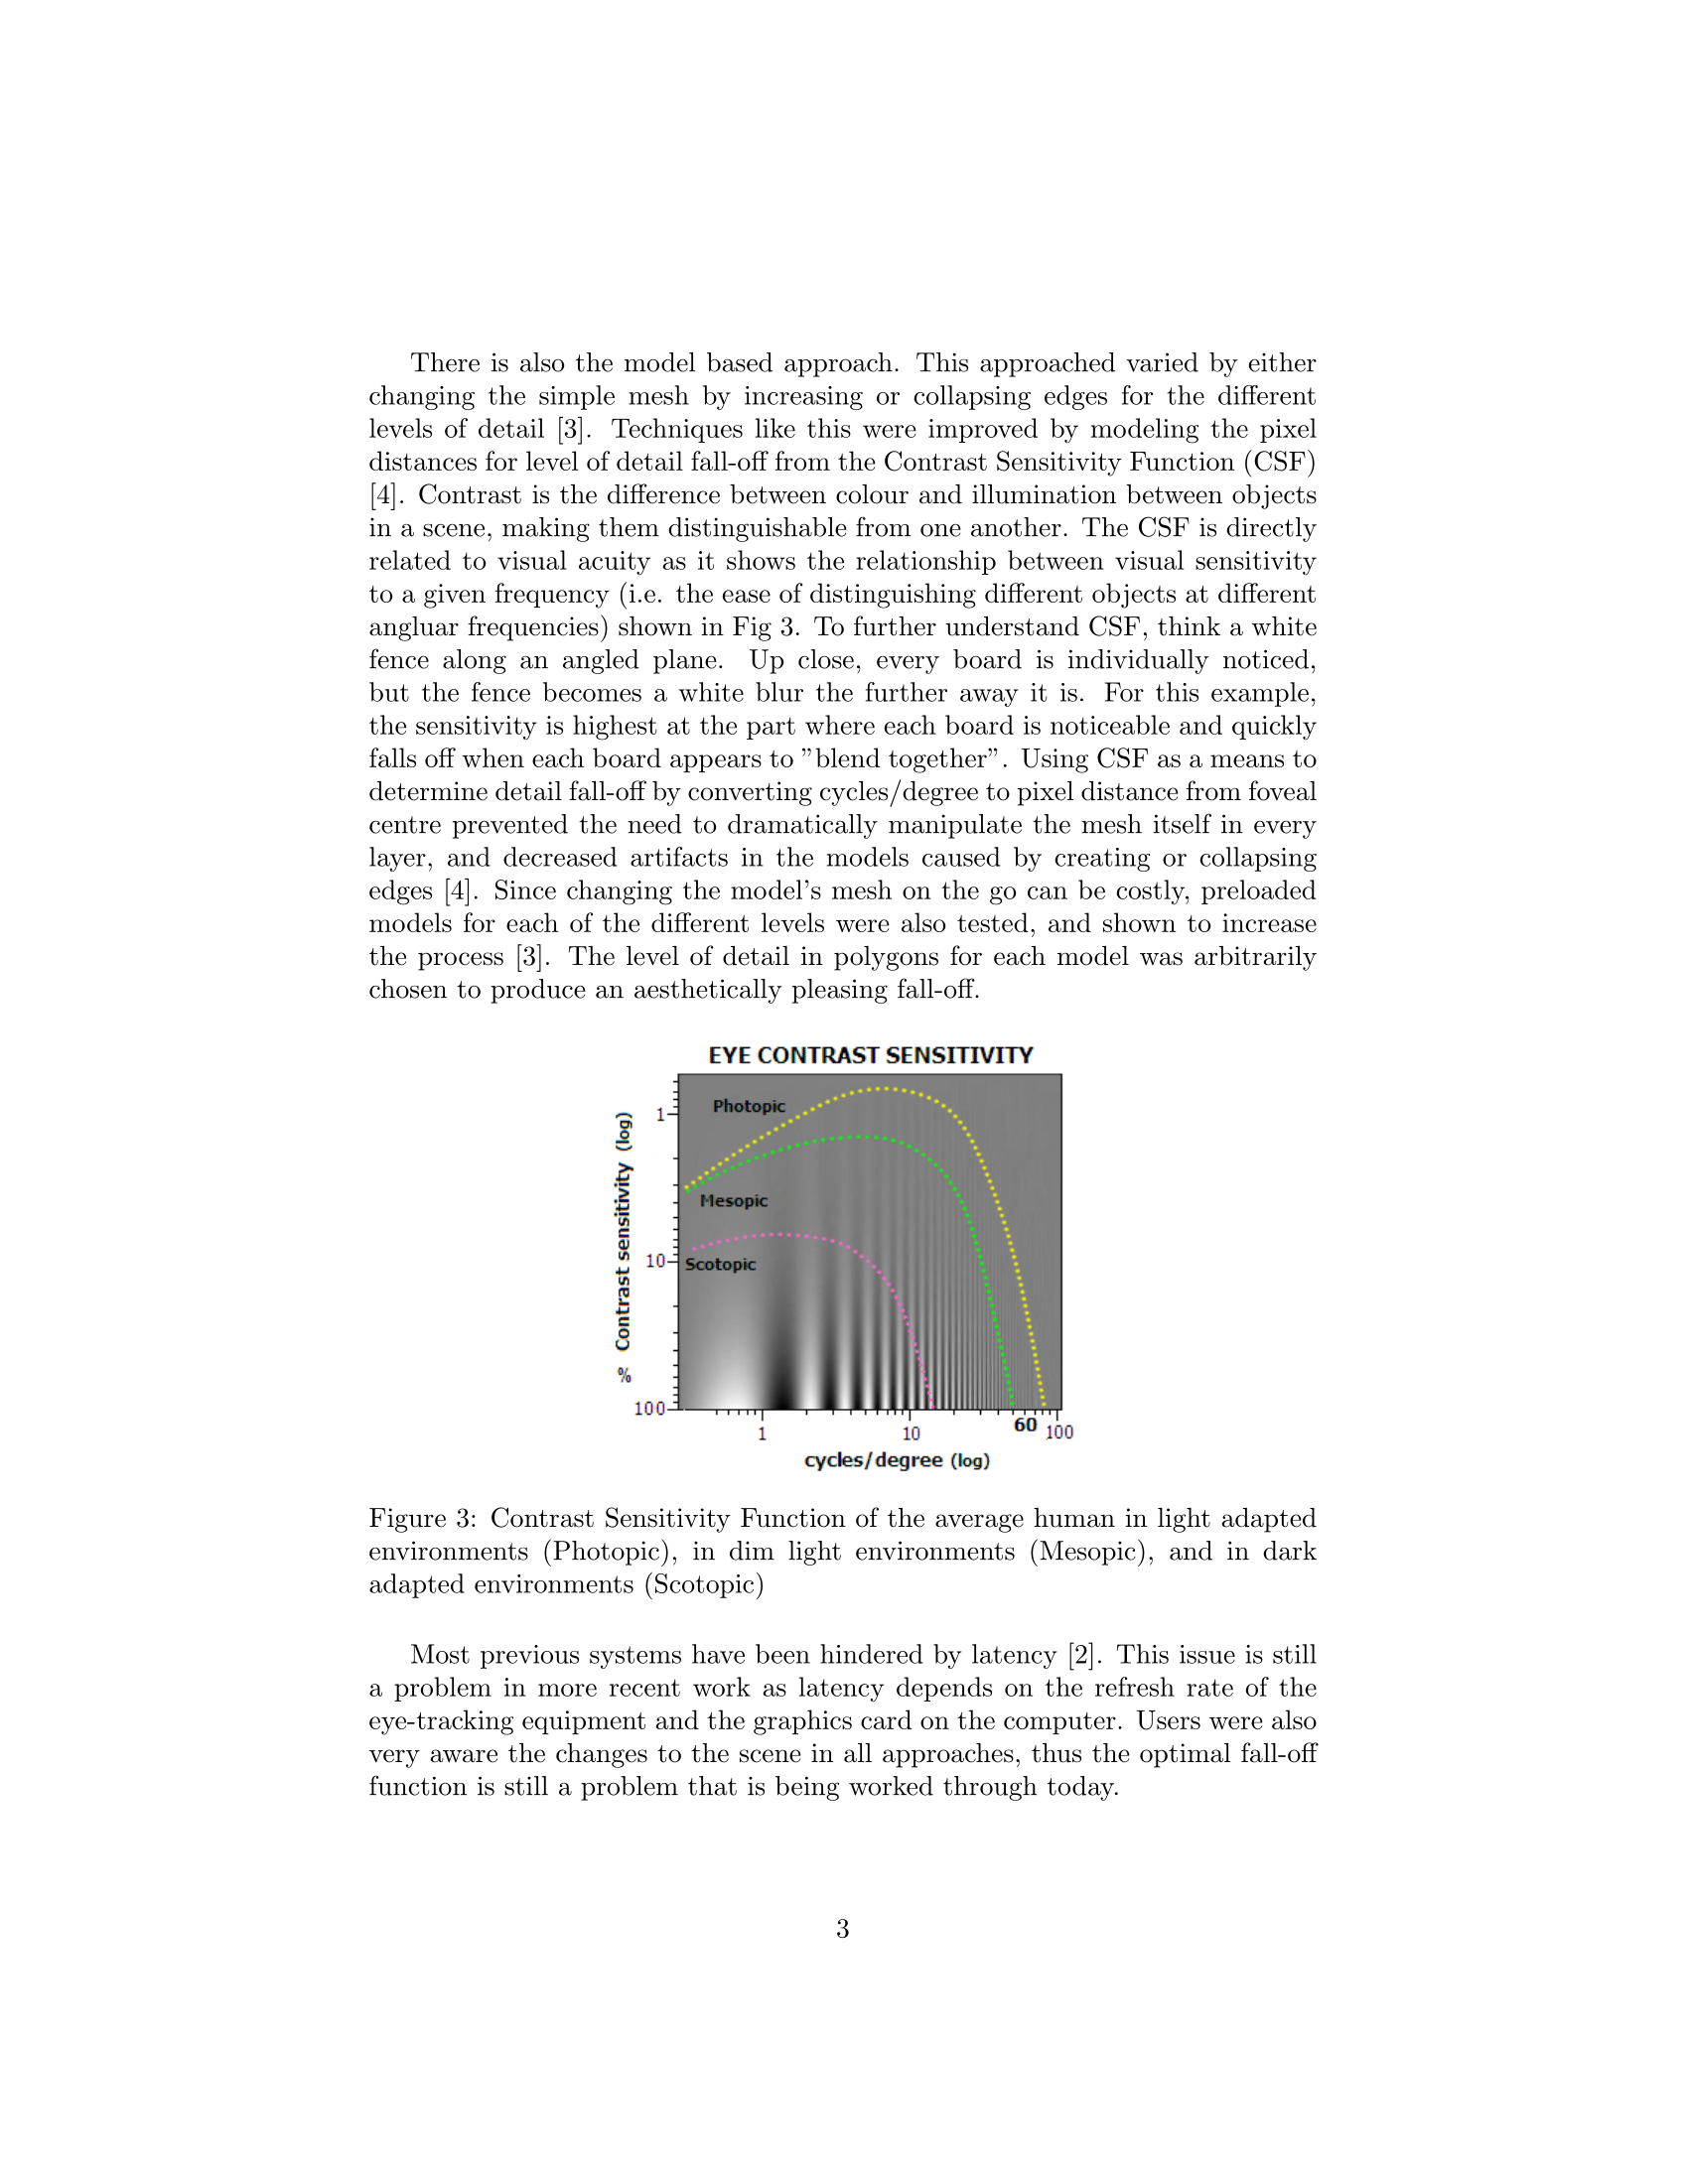 There is also the model based approach. This approached varied by either
changing the simple mesh by increasing or collapsing edges for the different
levels of detail [3]. Techniques like this were improved by modeling the pixel
distances for level of detail fall-off from the Contrast Sensitivity Function (CSF)
[4]. Contrast is the difference between colour and illumination between objects
in a scene, making them distinguishable from one another. The CSF is directly
related to visual acuity as it shows the relationship between visual sensitivity
to a given frequency (i.e. the ease of distinguishing different objects at different
angluar frequencies) shown in Fig 3. To further understand CSF, think a white
fence along an angled plane. Up close, every board is individually noticed,
but the fence becomes a white blur the further away it is. For this example,
the sensitivity is highest at the part where each board is noticeable and quickly
falls off when each board appears to ”blend together”. Using CSF as a means to
determine detail fall-off by converting cycles/degree to pixel distance from foveal
centre prevented the need to dramatically manipulate the mesh itself in every
layer, and decreased artifacts in the models caused by creating or collapsing
edges [4]. Since changing the model's mesh on the go can be costly, preloaded
models for each of the different levels were also tested, and shown to increase
the process [3]. The level of detail in polygons for each model was arbitrarily
chosen to produce an aesthetically pleasing fall-off.
EYE CONTRAST SENSITIVITY
% Contrast sensitivity (log)
1
10
100
Photopic
Mesopic
Scotopic
1
10
60
100
cycles/degree (log)
Figure 3: Contrast Sensitivity Function of the average human in light adapted
environments (Photopic), in dim light environments (Mesopic), and in dark
adapted environments (Scotopic)
Most previous systems have been hindered by latency [2]. This issue is still
a problem in more recent work as latency depends on the refresh rate of the
eye-tracking equipment and the graphics card on the computer. Users were also
very aware the changes to the scene in all approaches, thus the optimal fall-off
function is still a problem that is being worked through today.
3